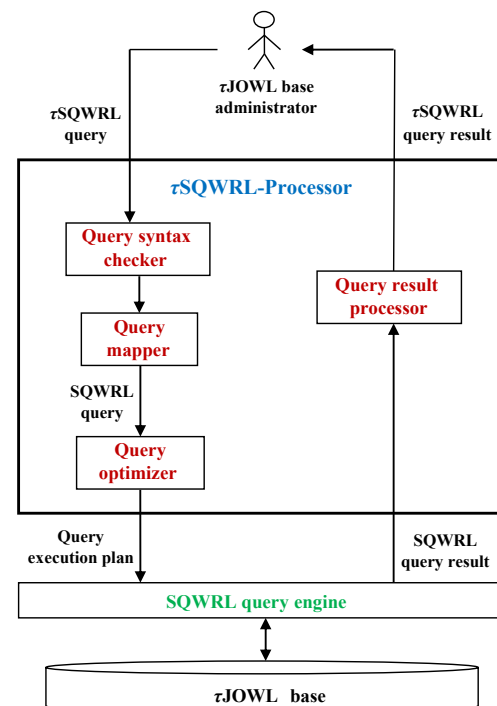 τJOWL base
administrator
τSQWRL
query
τSQWRL
query result
τSQWRL-Processor
Query syntax
checker
Query result
processor
Query
mapper
SQWRL
query
Query
optimizer
Query
execution plan
SQWRL
query result
SQWRL query engine
τJOWL base